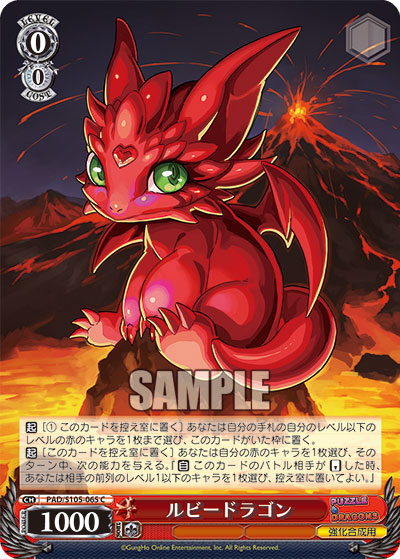 LEVEL
0
0
COST
SAMPLE
起［① このカードを控え室に置く］あなたは自分の手札の自分のレベル以下の
レベルの赤のキャラを1枚まで選び、このカードがいた枠に置く。
起［このカードを控え室に置く］あなたは自分の赤のキャラを1枚選び、そ
のターン中、次の能力を与える。『自 このカードのバトル相手が した時、
あなたは相手の前列のレベル1以下のキャラを1枚選び、控え室に置いてよい。』
CH PAD/S105-065 C
POWER
1000
ルビードラゴン
PUZZLE & DRAGONS
強化合成用
©GungHo Online Entertainment, Inc. All Rights Reserved.